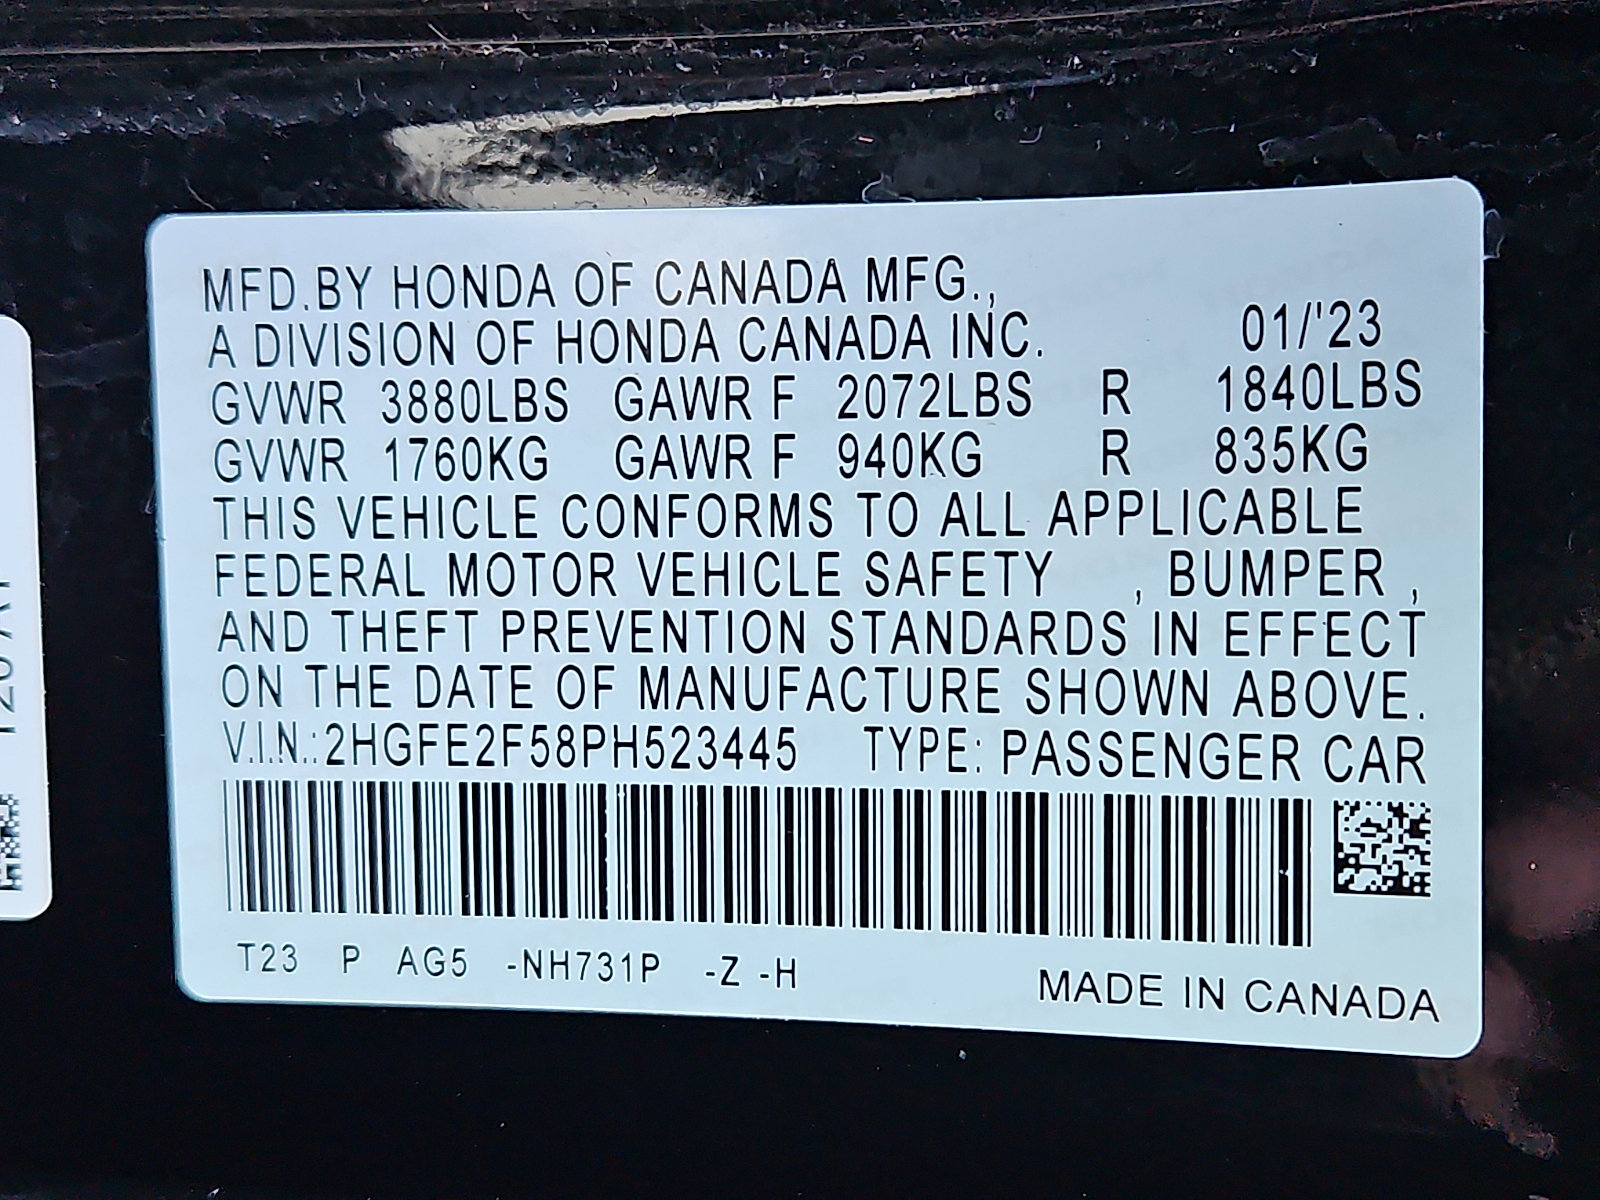 MFD.BY HONDA OF CANADA MFG.,
A DIVISION OF HONDA CANADA INC. 01/'23
GVWR 3880LBS GAWR F 2072LBS R 1840LBS
GVWR 1760KG GAWR F 940KG R 835KG
THIS VEHICLE CONFORMS TO ALL APPLICABLE
FEDERAL MOTOR VEHICLE SAFETY , BUMPER ,
AND THEFT PREVENTION STANDARDS IN EFFECT
ON THE DATE OF MANUFACTURE SHOWN ABOVE.
V.I.N.:2HGFE2F58PH523445 TYPE: PASSENGER CAR
T23 P AG5 -NH731P -Z -H
MADE IN CANADA